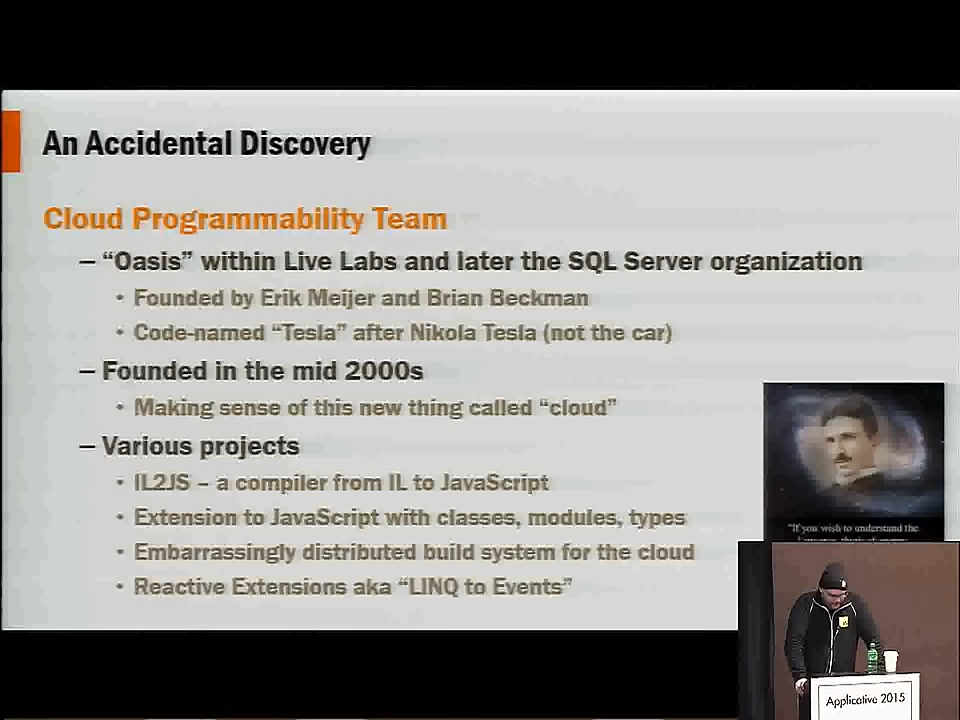 An Accidental Discovery
Cloud Programmability Team
– “Oasis” within Live Labs and later the SQL Server organization
• Founded by Erik Meijer and Brian Beckman
• Code-named “Tesla” after Nikola Tesla (not the car)
– Founded in the mid 2000s
• Making sense of this new thing called “cloud”
– Various projects
• IL2JS – a compiler from IL to JavaScript
• Extension to JavaScript with classes, modules, types
• Embarrassingly distributed build system for the cloud
• Reactive Extensions aka “LINQ to Events”
"If you wish to understand the
Applicative 2015